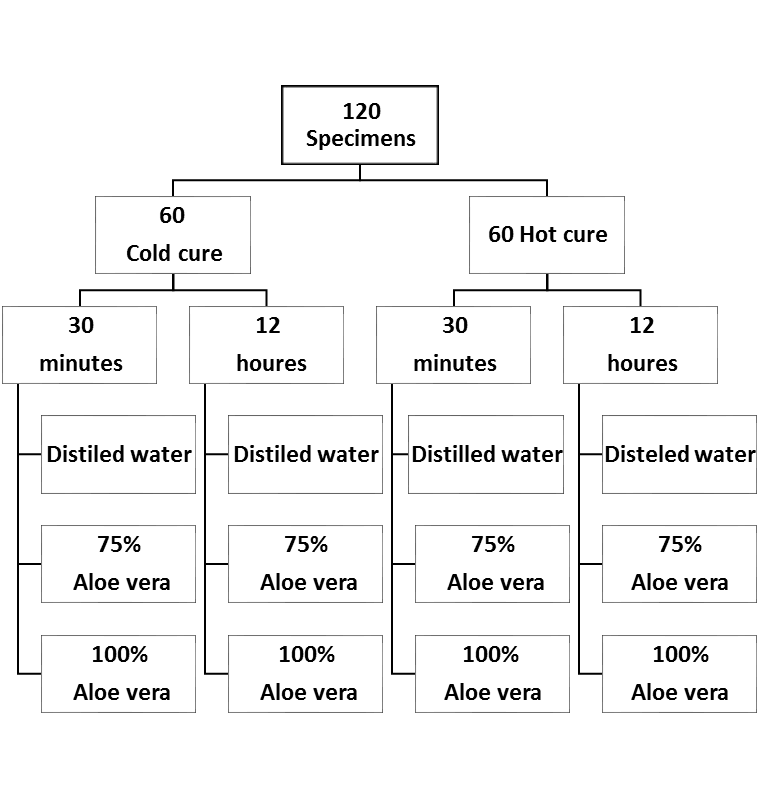 120
Specimens
60
Cold cure
60 Hot cure
30
minutes
12
houres
30
minutes
12
houres
Distiled water
Distiled water
Distilled water
Disteled water
75%
Aloe vera
75%
Aloe vera
75%
Aloe vera
75%
Aloe vera
100%
Aloe vera
100%
Aloe vera
100%
Aloe vera
100%
Aloe vera